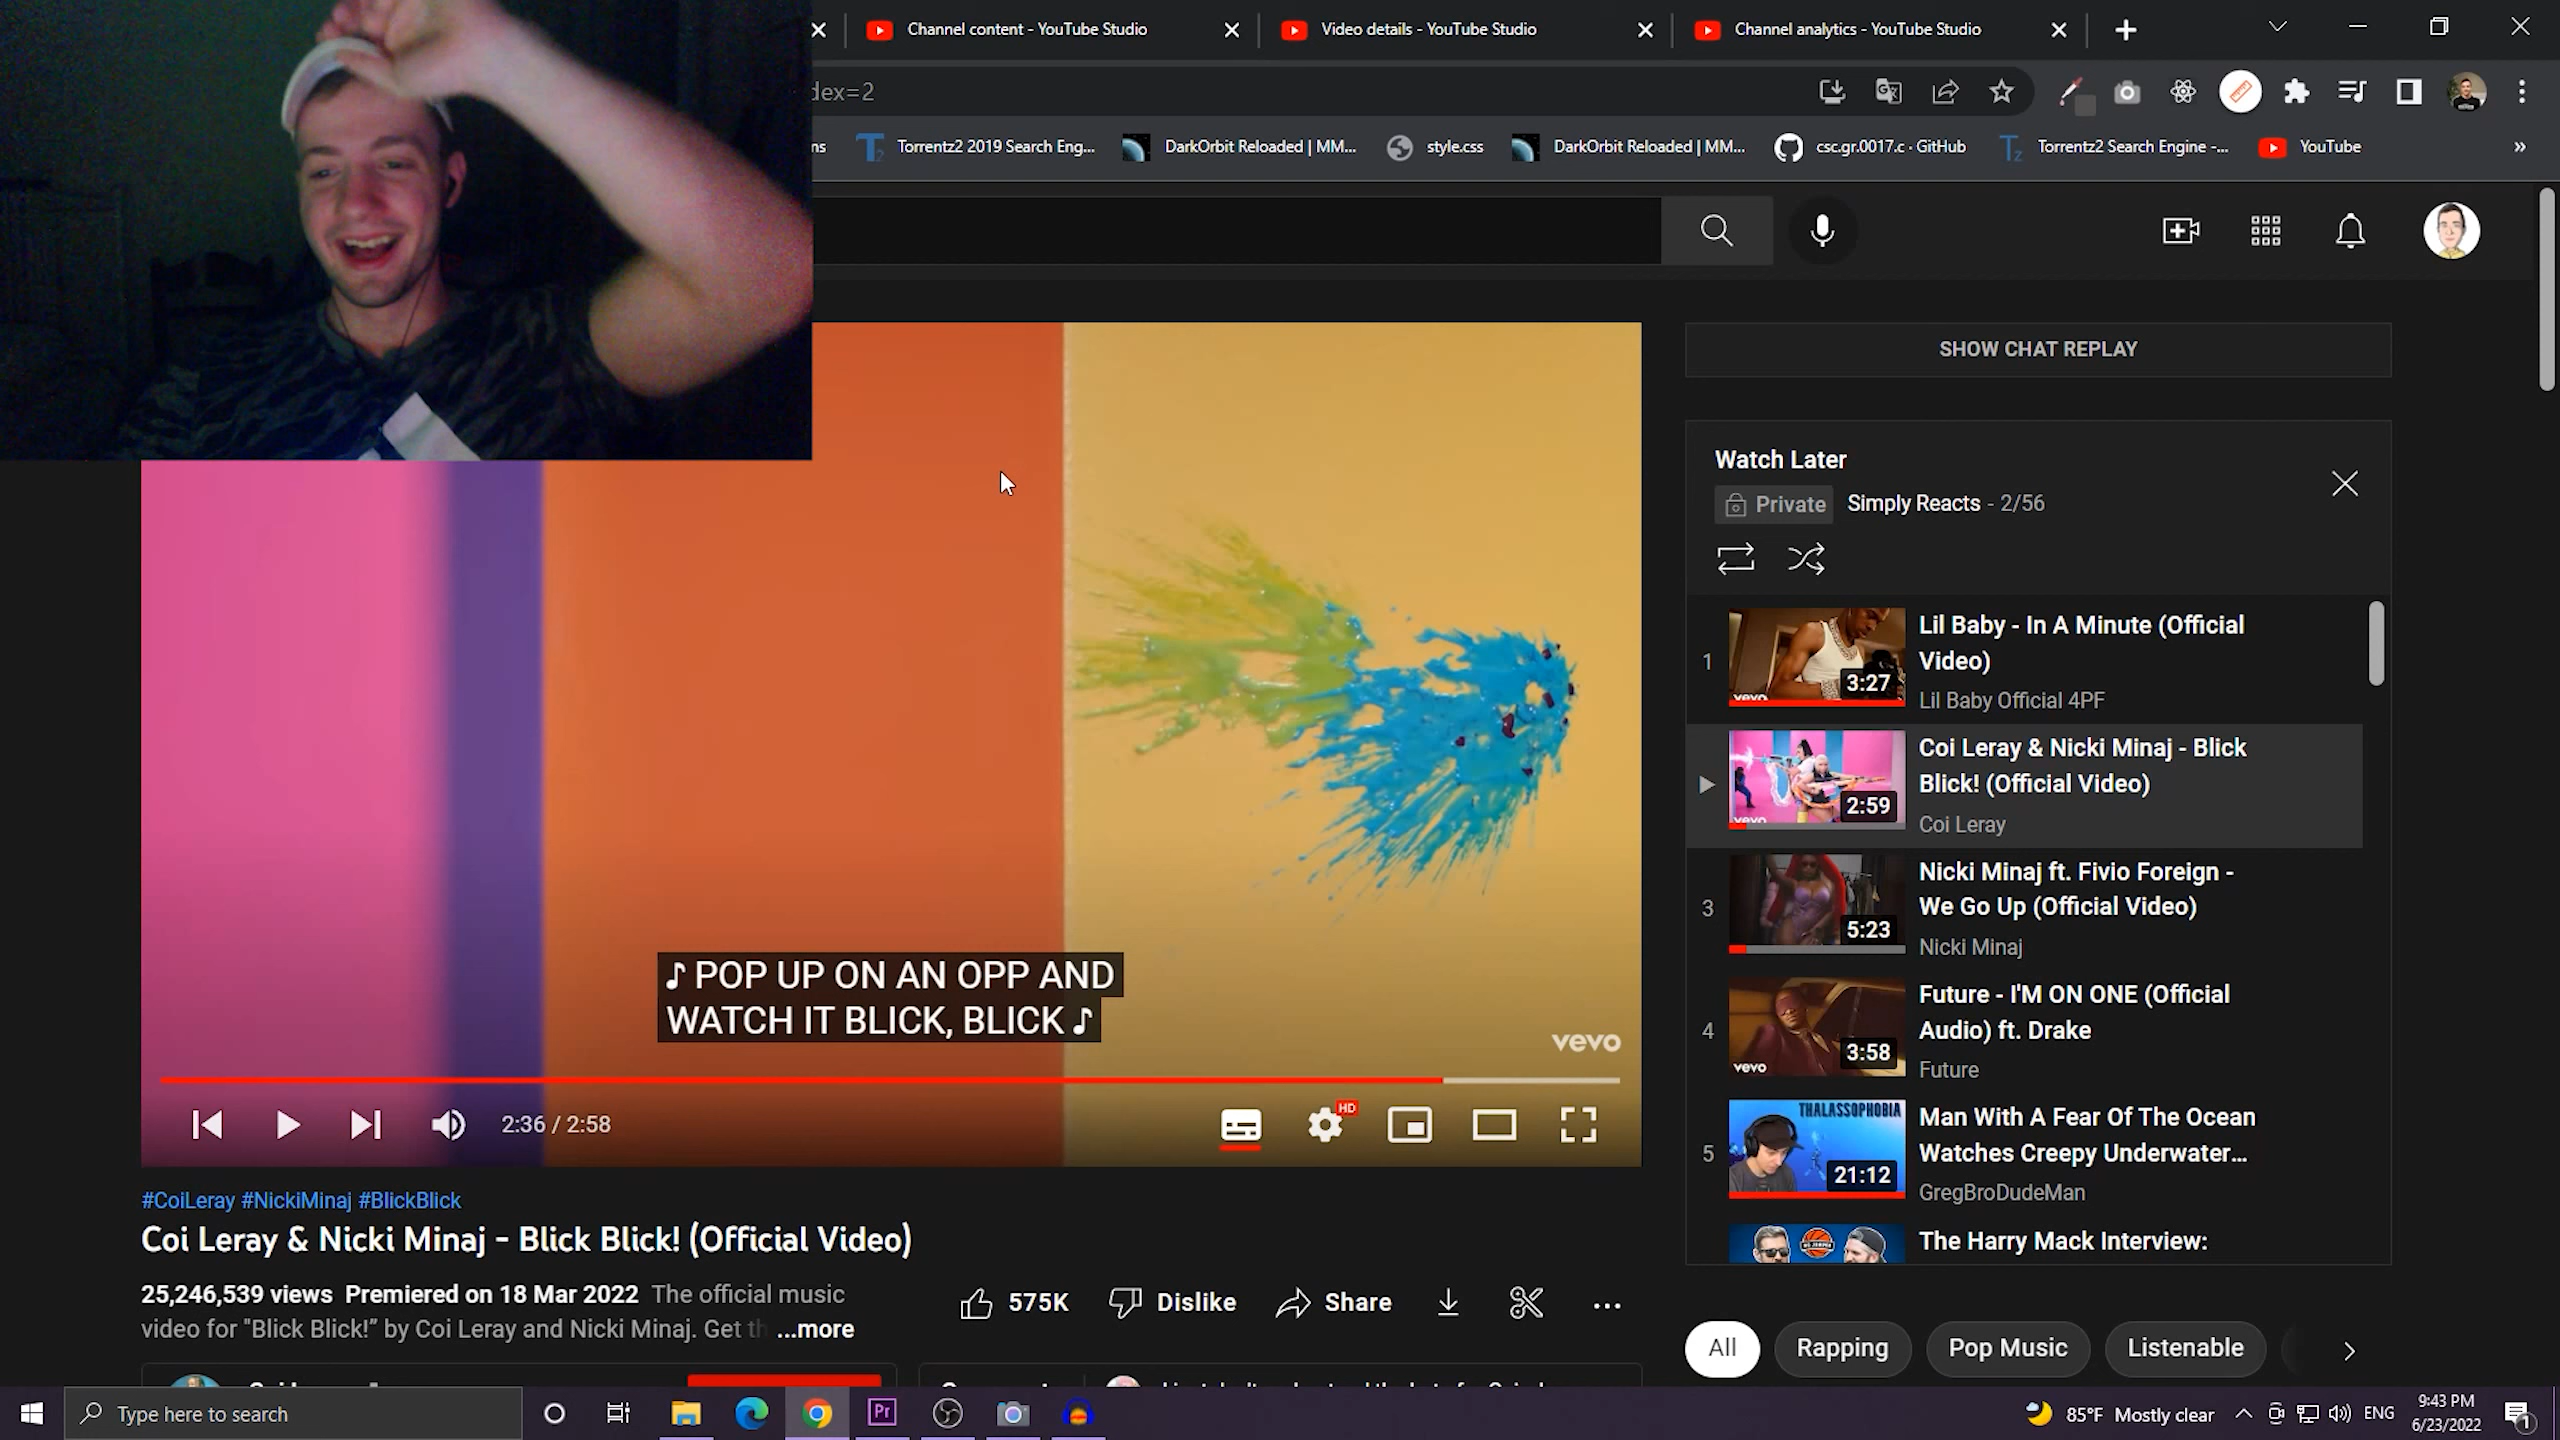 Channel content - YouTube Studio
Video details - YouTube Studio
Channel analytics - YouTube Studio
dex=2
ns
Torrentz2 2019 Search Eng...
DarkOrbit Reloaded | MM...
style.css
DarkOrbit Reloaded | MM...
csc.gr.0017.c · GitHub
Torrentz2 Search Engine -...
YouTube
»
SHOW CHAT REPLAY
Watch Later
Private Simply Reacts - 2/56
1
3:27
Lil Baby - In A Minute (Official
Video)
Lil Baby Official 4PF
vevo
2:59
Coi Leray & Nicki Minaj - Blick
Blick! (Official Video)
Coi Leray
vevo
3
5:23
Nicki Minaj ft. Fivio Foreign -
We Go Up (Official Video)
Nicki Minaj
4
3:58
vevo
Future - I'M ON ONE (Official
Audio) ft. Drake
Future
5
THALASSOPHOBIA
21:12
Man With A Fear Of The Ocean
Watches Creepy Underwater...
GregBroDudeMan
The Harry Mack Interview:
♪ POP UP ON AN OPP AND
WATCH IT BLICK, BLICK ♪
vevo
2:36 / 2:58
HD
#CoiLeray #NickiMinaj #BlickBlick
Coi Leray & Nicki Minaj - Blick Blick! (Official Video)
25,246,539 views Premiered on 18 Mar 2022 The official music
video for "Blick Blick!" by Coi Leray and Nicki Minaj. Get th ...more
575K
Dislike
Share
All
Rapping
Pop Music
Listenable
Type here to search
Pr
85°F Mostly clear
ENG
9:43 PM
6/23/2022
1